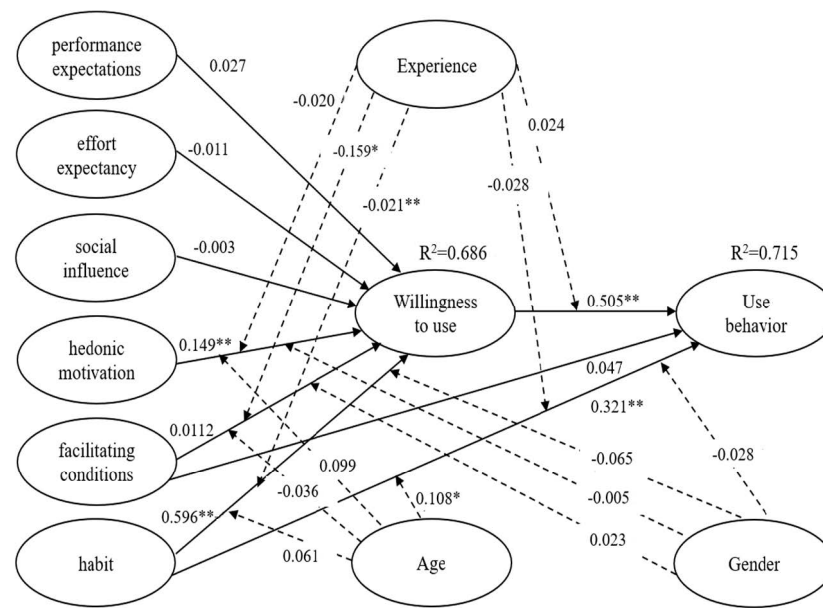 performance
expectations
Experience
0.027
-0.020
0.024
effort
expectancy
-0.011
-0.159*
-0.028
-0.021**
social
influence
-0.003
R²=0.686
R²=0.715
Willingness
to use
0.505**
Use
behavior
hedonic
motivation
0.149**
0.047
0.321**
facilitating
conditions
0.0112
0.099
-0.065
-0.028
-0.036
0.108*
-0.005
0.596**
0.023
habit
0.061
Age
Gender